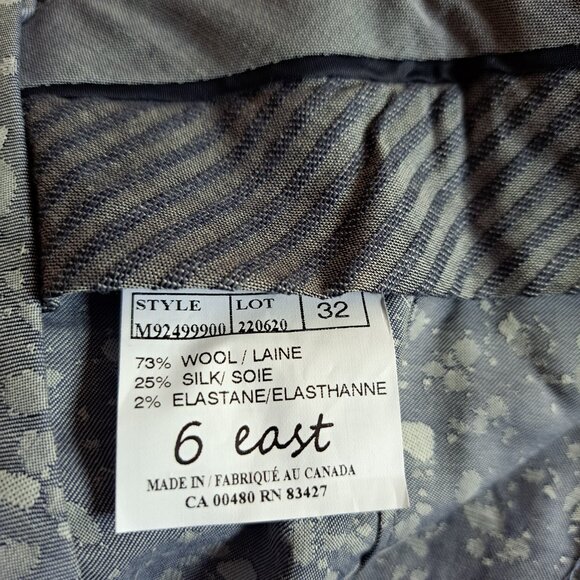 STYLE LOT 32
M92499900 220620
73% WOOL / LAINE
25% SILK/ SOIE
2% ELASTANE/ELASTHANNE
6 east
MADE IN / FABRIQUÉ AU CANADA
CA 00480 RN 83427